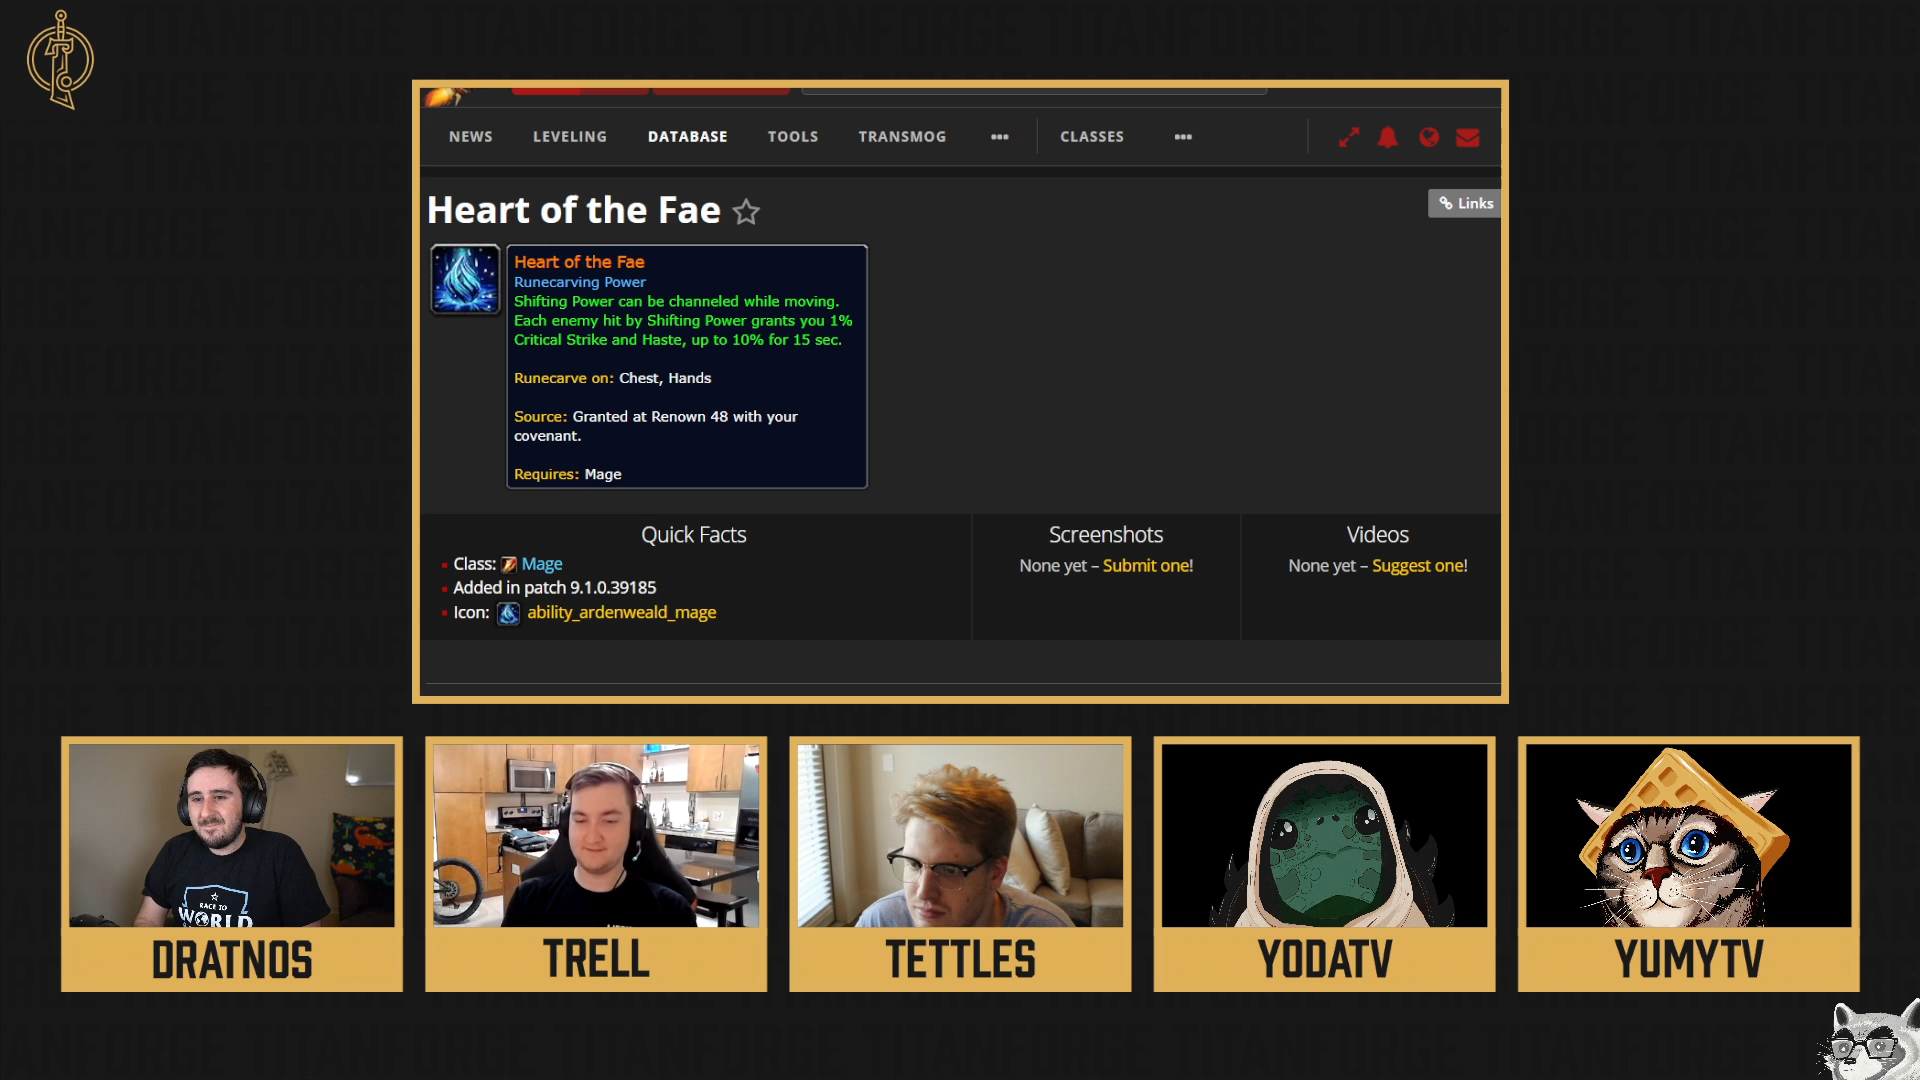 NEWS LEVELING DATABASE TOOLS TRANSMOG ••• CLASSES •••
Heart of the Fae
Links
Heart of the Fae
Runecarving Power
Shifting Power can be channeled while moving.
Each enemy hit by Shifting Power grants you 1%
Critical Strike and Haste, up to 10% for 15 sec.
Runecarve on: Chest, Hands
Source: Granted at Renown 48 with your
covenant.
Requires: Mage
Quick Facts
Class: Mage
Added in patch 9.1.0.39185
Icon: ability_ardenweald_mage
Screenshots
None yet – Submit one!
Videos
None yet – Suggest one!
RACE TO
WORLD
DRATNOS
TRELL
TETTLES
YODATV
YUMYTV